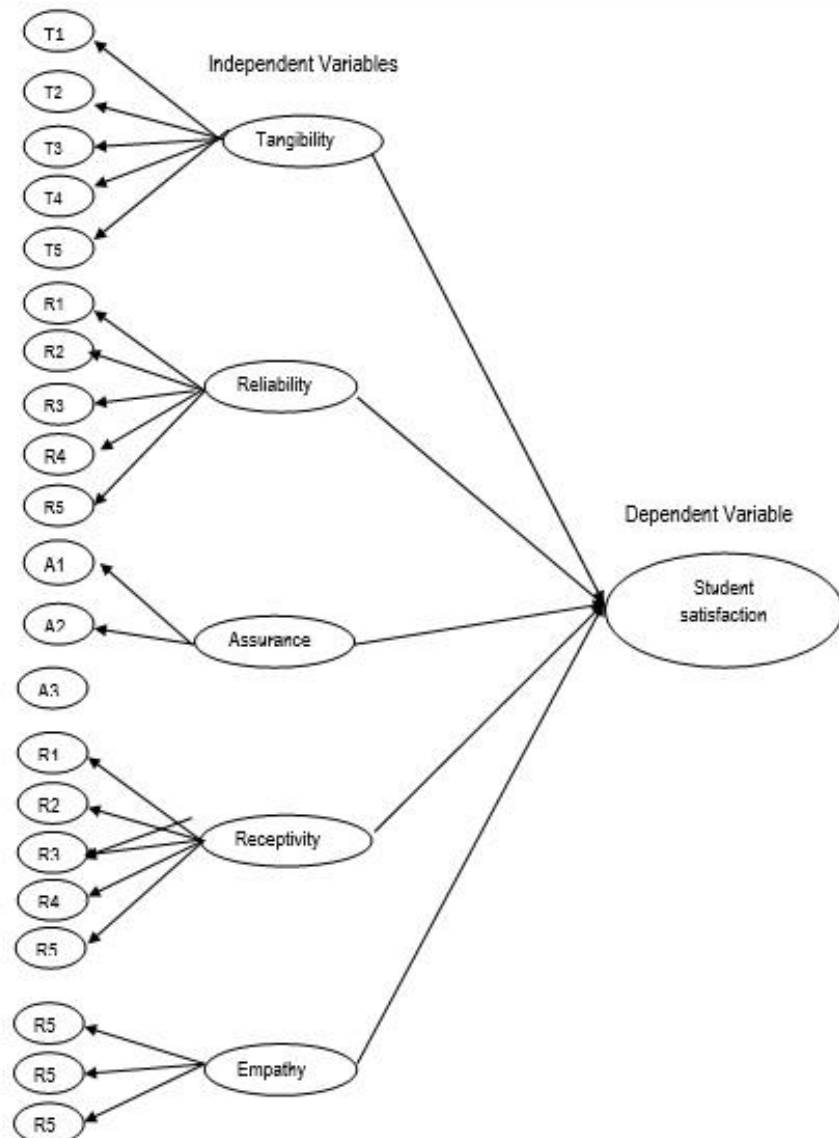 T1
Independent Variables
T2
Tangibility
T3
T4
T5
R1
R2
Reliability
R3
R4
R5
Dependent Variable
A1
Student
satisfaction
A2
Assurance
A3
R1
R2
Receptivity
R3
R4
R5
R5
Empathy
R5
R5